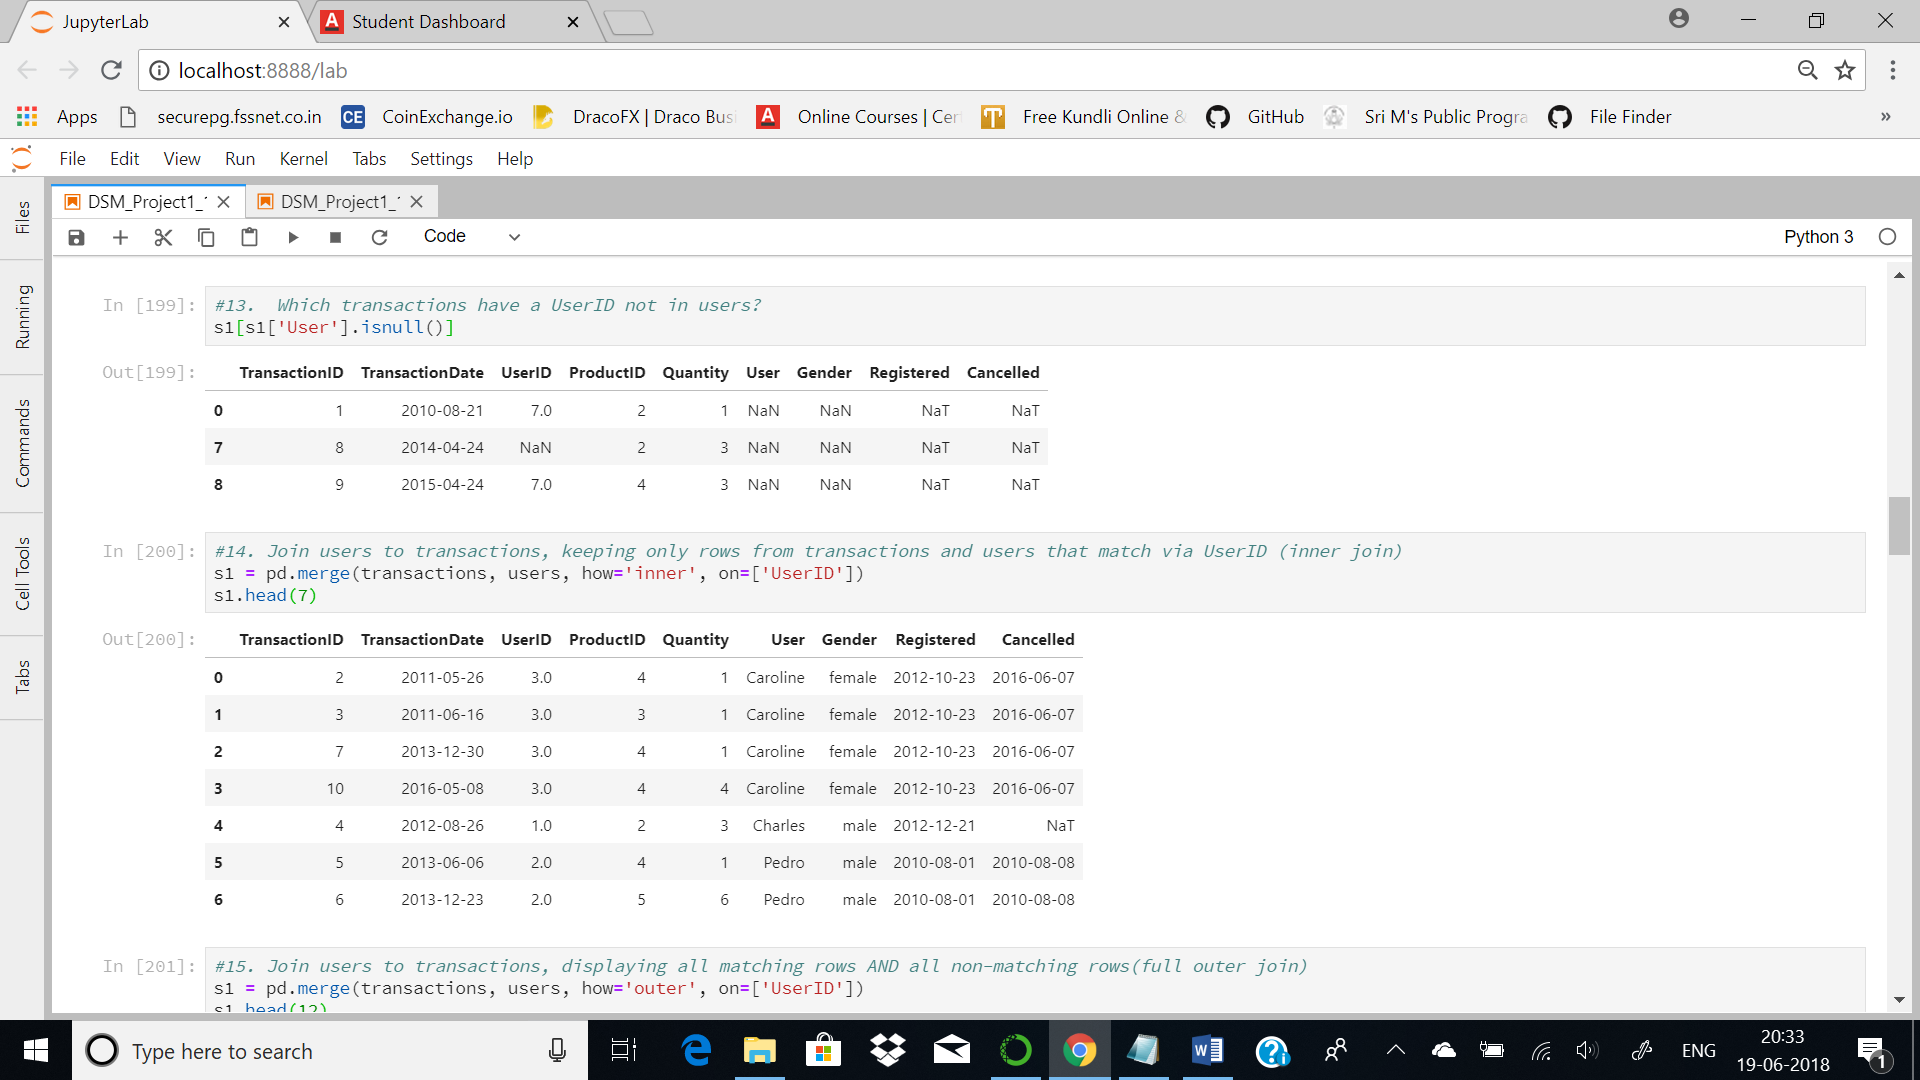 JupyterLab
Student Dashboard
localhost:8888/lab
Apps securepg.fssnet.co.in CE CoinExchange.io DracoFX | Draco Busi A Online Courses | Cer T Free Kundli Online & GitHub Sri M's Public Progra File Finder »
File Edit View Run Kernel Tabs Settings Help
Files
Running
Commands
Cell Tools
Tabs
DSM_Project1_
DSM_Project1_
Code
Python 3
In [199]:
#13.  Which transactions have a UserID not in users?
s1[s1['User'].isnull()]
Out[199]:
TransactionID TransactionDate UserID ProductID Quantity User Gender Registered Cancelled
0 1 2010-08-21 7.0 2 1 NaN NaN NaT NaT
7 8 2014-04-24 NaN 2 3 NaN NaN NaT NaT
8 9 2015-04-24 7.0 4 3 NaN NaN NaT NaT
In [200]:
#14. Join users to transactions, keeping only rows from transactions and users that match via UserID (inner join)
s1 = pd.merge(transactions, users, how='inner', on=['UserID'])
s1.head(7)
Out[200]:
TransactionID TransactionDate UserID ProductID Quantity User Gender Registered Cancelled
0 2 2011-05-26 3.0 4 1 Caroline female 2012-10-23 2016-06-07
1 3 2011-06-16 3.0 3 1 Caroline female 2012-10-23 2016-06-07
2 7 2013-12-30 3.0 4 1 Caroline female 2012-10-23 2016-06-07
3 10 2016-05-08 3.0 4 4 Caroline female 2012-10-23 2016-06-07
4 4 2012-08-26 1.0 2 3 Charles male 2012-12-21 NaT
5 5 2013-06-06 2.0 4 1 Pedro male 2010-08-01 2010-08-08
6 6 2013-12-23 2.0 5 6 Pedro male 2010-08-01 2010-08-08
In [201]:
#15. Join users to transactions, displaying all matching rows AND all non-matching rows(full outer join)
s1 = pd.merge(transactions, users, how='outer', on=['UserID'])
s1.head(12)
Type here to search
ENG
20:33
19-06-2018
1